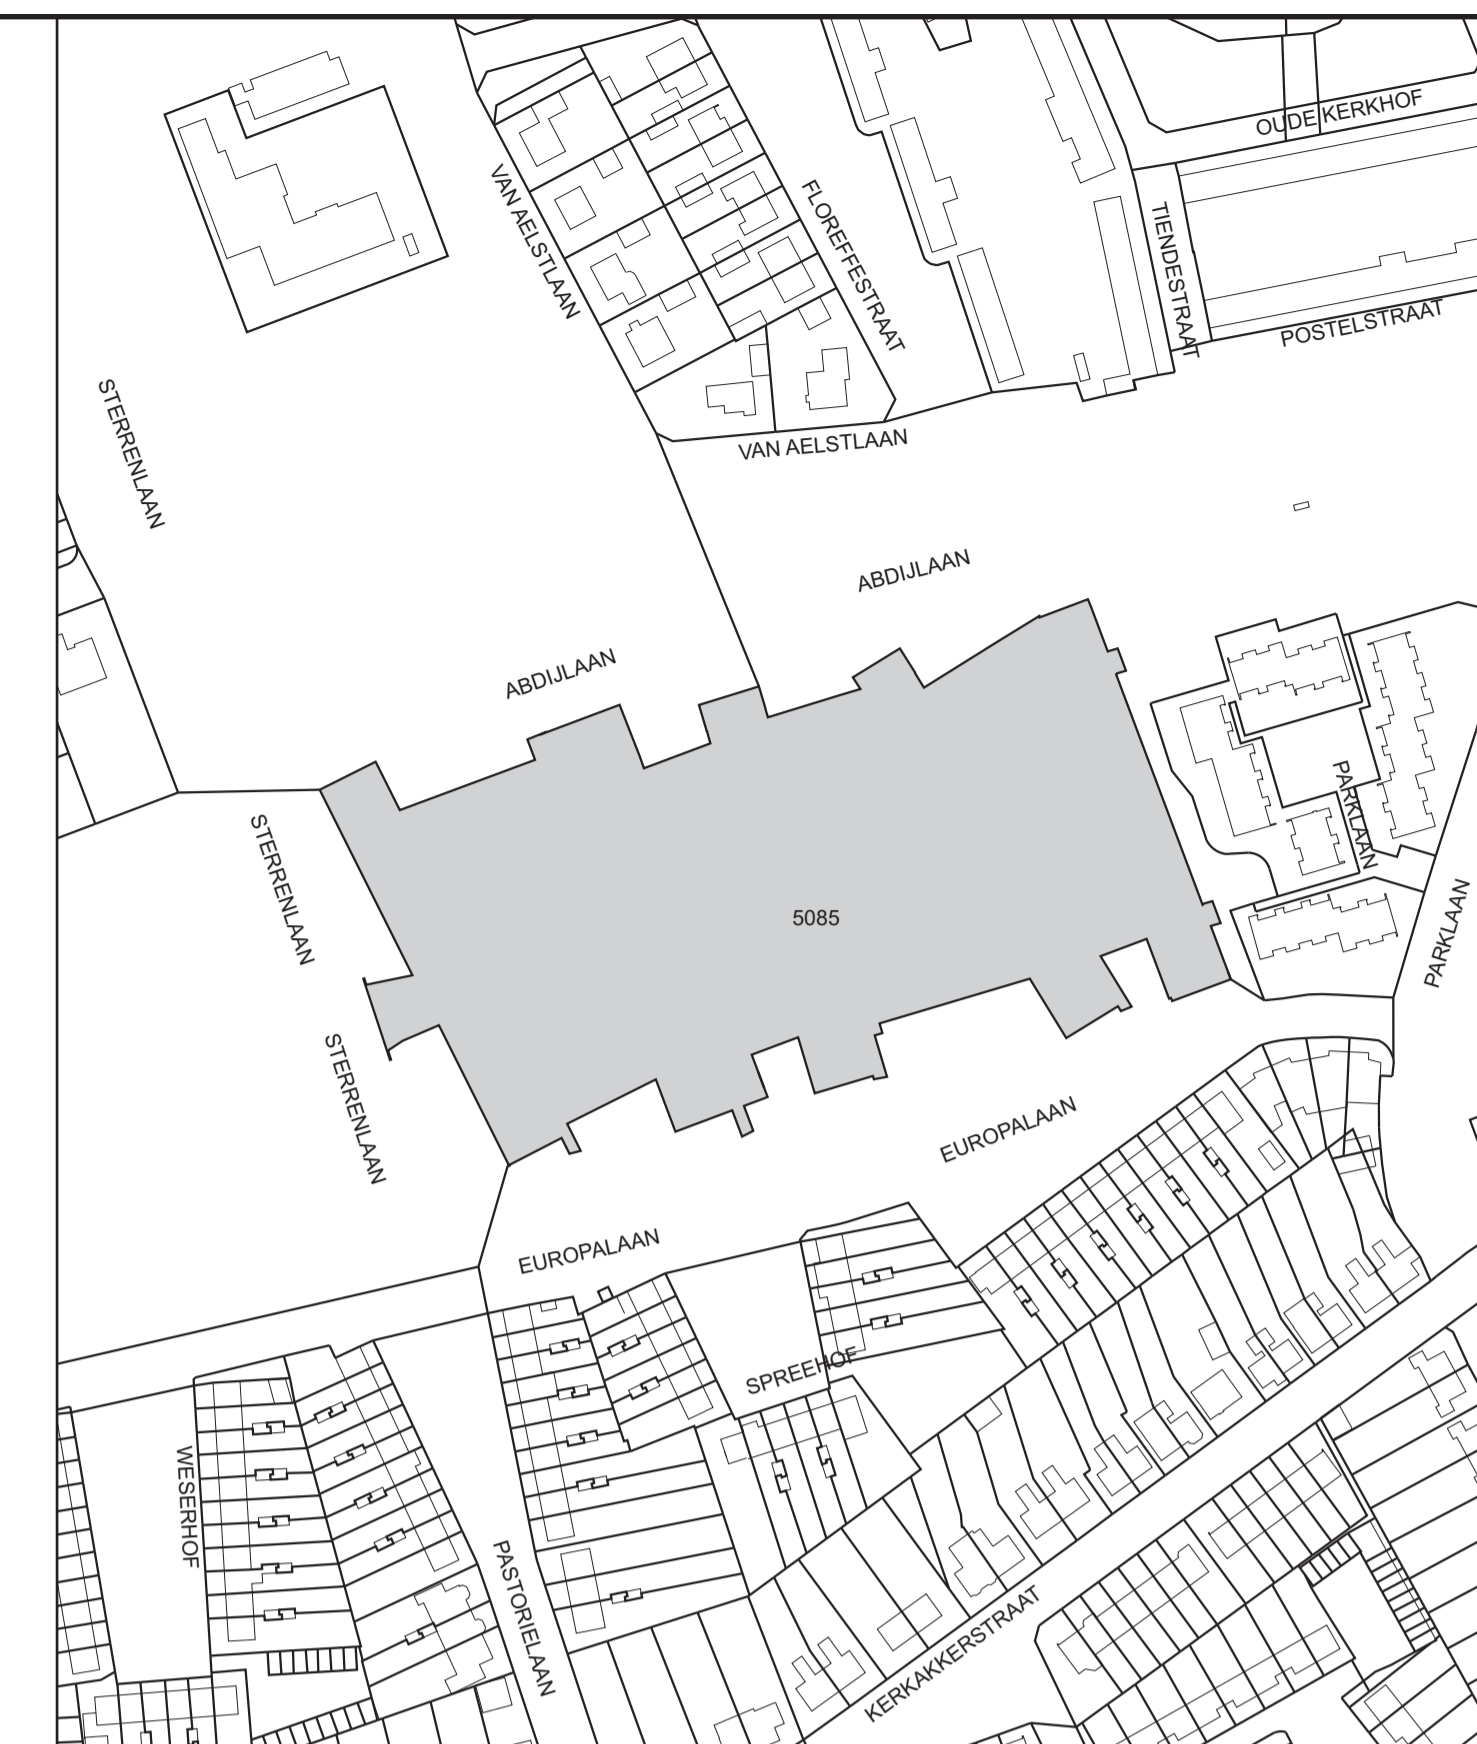 OUDE KERKHOF
VAN AELSTLAAN
FLOREFFESTRAAT
TIENDESTRAAT
POSTELSTRAAT
STERRENLAAN
VAN AELSTLAAN
ABDIJLAAN
ABDIJLAAN
PARKLAAN
STERRENLAAN
5085
PARKLAAN
STERRENLAAN
EUROPALAAN
EUROPALAAN
SPREEHOF
WESERHOF
PASTORIELAAN
KERKAKKERSTRAAT